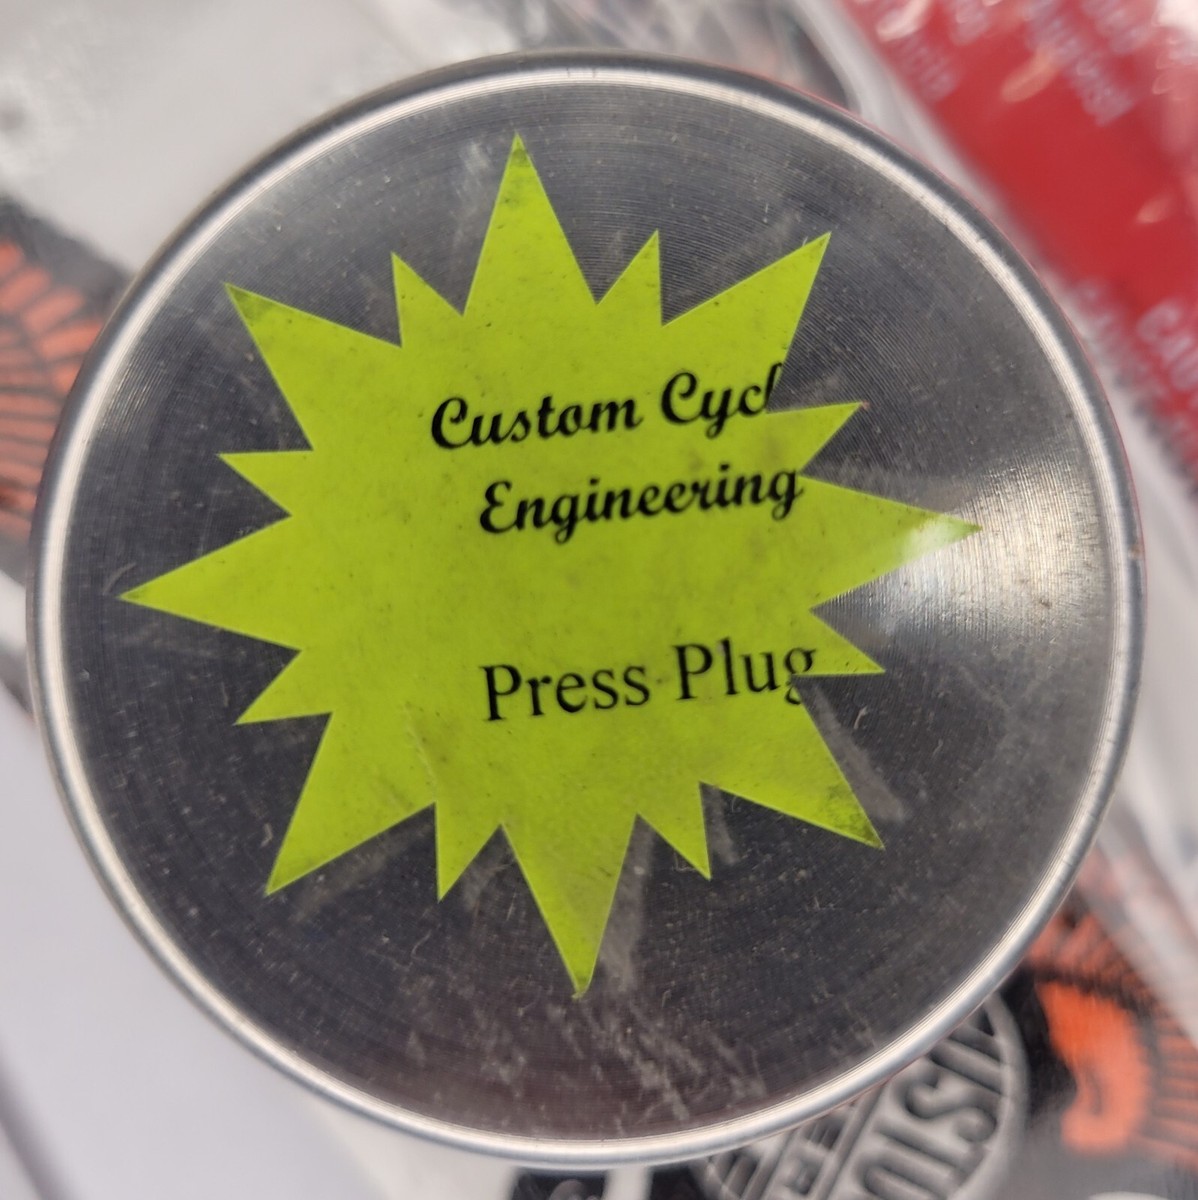 Custom Cycl
Engineering
Press Plug